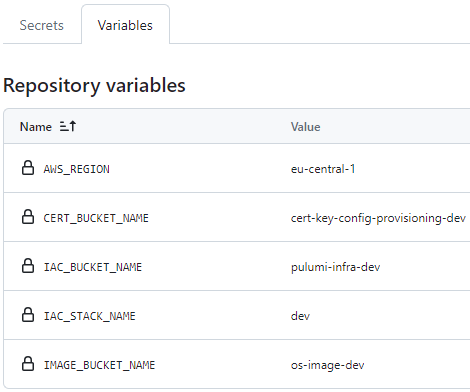 Secrets Variables
Repository variables
Name Value
AWS_REGION eu-central-1
CERT_BUCKET_NAME cert-key-config-provisioning-dev
IAC_BUCKET_NAME pulumi-infra-dev
IAC_STACK_NAME dev
IMAGE_BUCKET_NAME os-image-dev